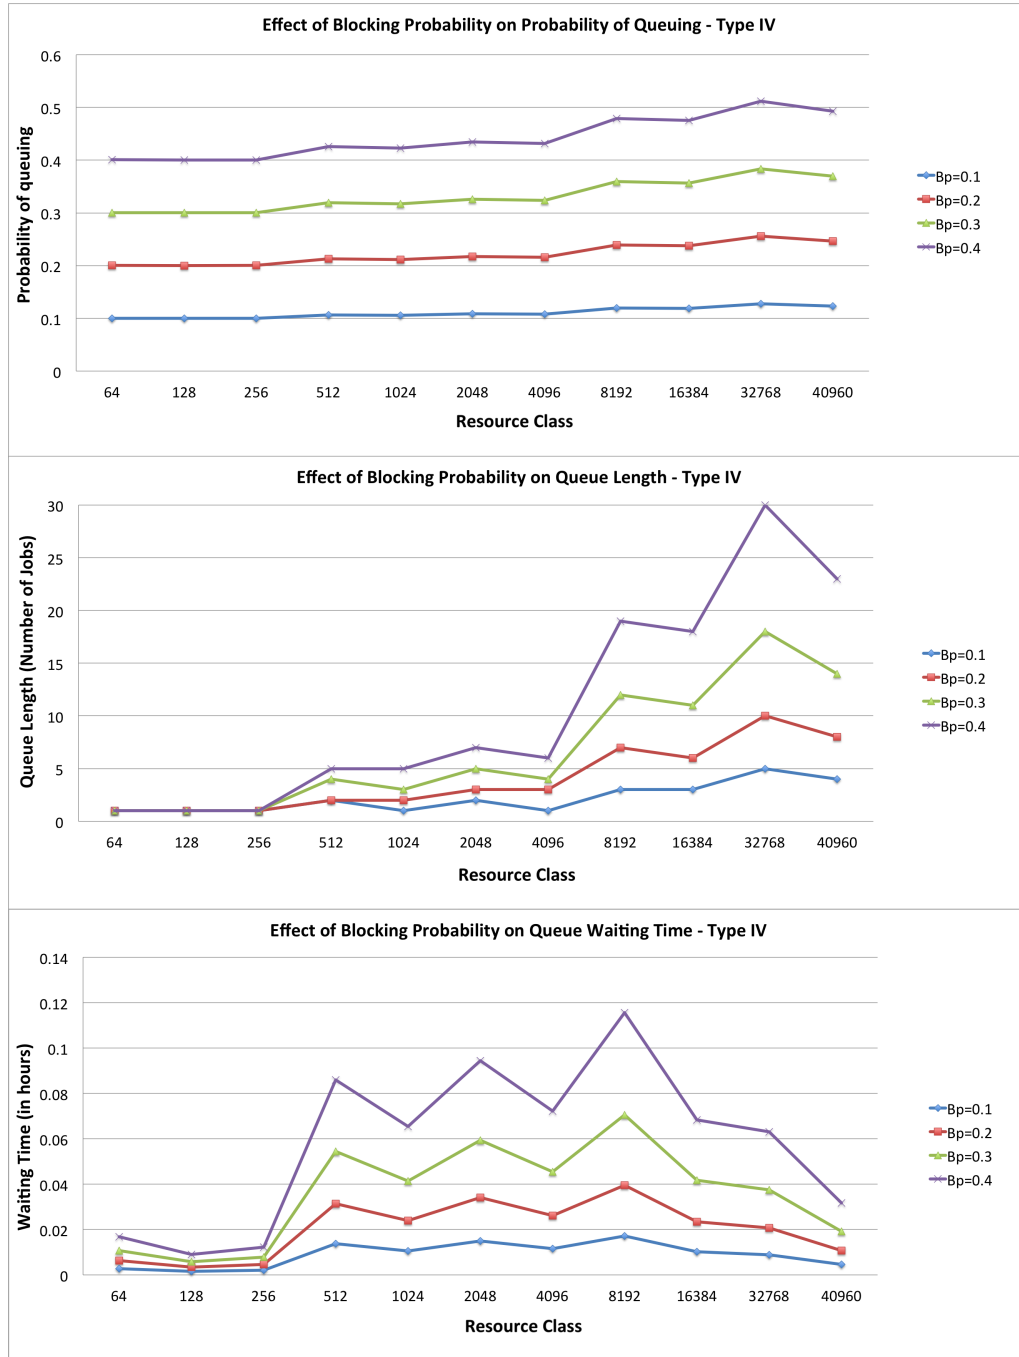 Effect of Blocking Probability on Probability of Queuing - Type IV
Probability of queuing
0.6
0.5
0.4
0.3
0.2
0.1
0
64 128 256 512 1024 2048 4096 8192 16384 32768 40960
Resource Class
Bp=0.1
Bp=0.2
Bp=0.3
Bp=0.4
Effect of Blocking Probability on Queue Length - Type IV
Queue Length (Number of Jobs)
30
25
20
15
10
5
0
64 128 256 512 1024 2048 4096 8192 16384 32768 40960
Resource Class
Bp=0.1
Bp=0.2
Bp=0.3
Bp=0.4
Effect of Blocking Probability on Queue Waiting Time - Type IV
Waiting Time (in hours)
0.14
0.12
0.1
0.08
0.06
0.04
0.02
0
64 128 256 512 1024 2048 4096 8192 16384 32768 40960
Resource Class
Bp=0.1
Bp=0.2
Bp=0.3
Bp=0.4